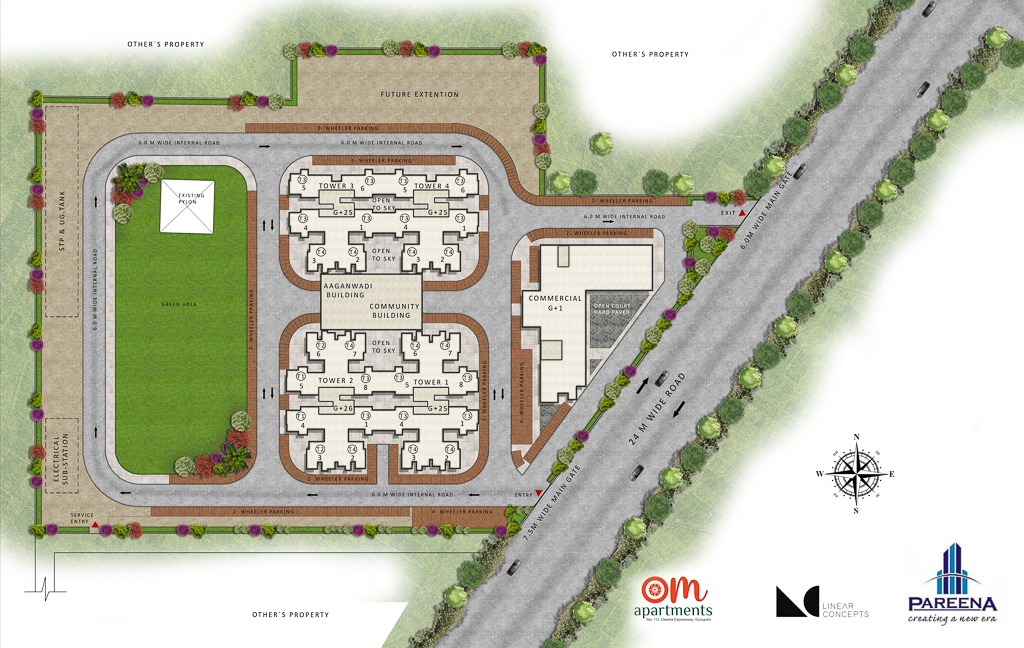 OTHER'S PROPERTY
OTHER'S PROPERTY
FUTURE EXTENTION
2- WHEELER PARKING
6.0 M WIDE INTERNAL ROAD
6.0 M WIDE INTERNAL ROAD
2- WHEELER PARKING
EXISTING
PYLON
STP & UG.TANK
6.0 M WIDE INTERNAL ROAD
GREEN AREA
2- WHEELER PARKING
5
T3
TOWER 3
T3
6
T3
5
TOWER 4
T3
6
G+25
OPEN
TO SKY
G+25
T3
4
T3
1
T3
4
T3
1
T4
3
T4
2
OPEN
TO SKY
T4
3
T4
2
AAGANWADI
BUILDING
COMMUNITY
BUILDING
T4
6
T4
7
OPEN
TO SKY
T4
6
T4
7
T3
5
TOWER 2
T3
8
T3
5
TOWER 1
T3
8
G+26
G+25
T3
4
T3
1
T3
4
T3
1
T4
3
T4
2
T4
3
T4
2
2- WHEELER PARKING
2- WHEELER PARKING
6.0 M WIDE INTERNAL ROAD
2- WHEELER PARKING
4- WHEELER PARKING
2- WHEELER PARKING
6.0 M WIDE INTERNAL ROAD
2- WHEELER PARKING
EXIT
6.0M WIDE MAIN GATE
COMMERCIAL
G+1
OPEN COURT
HARD PAVED
4- WHEELER PARKING
24 M WIDE ROAD
ENTRY
7.5M WIDE MAIN GATE
ELECTRICAL
SUB-STATION
SERVICE
ENTRY
OTHER'S PROPERTY
N
W
E
S
om
apartments
Sec. 112, Dwarka Expressway, Gurugram
LINEAR
CONCEPTS
PAREENA
creating a new era